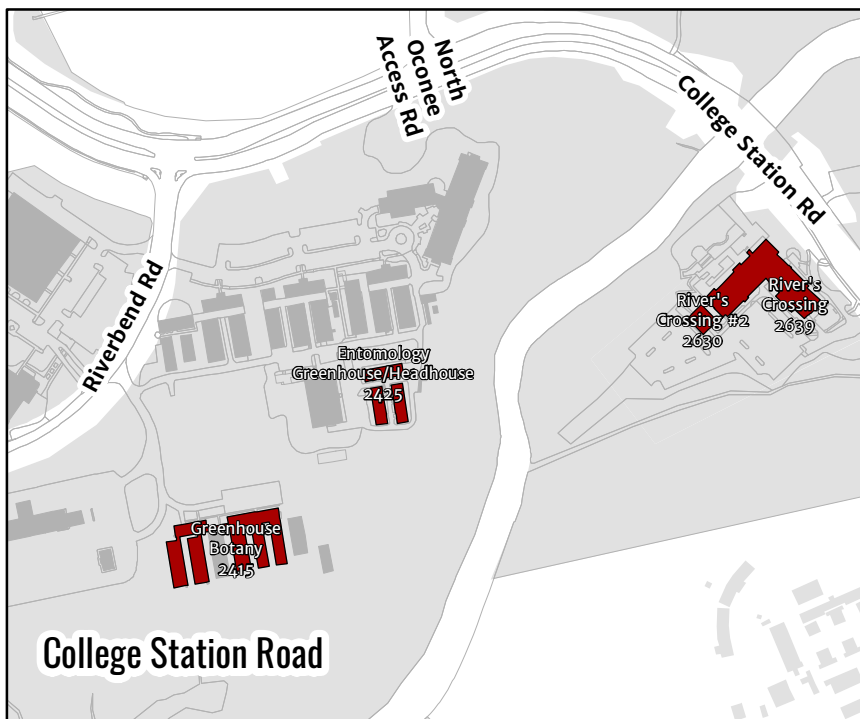 North
Oconee
Access Rd
College Station Rd
Riverbend Rd
River's
Crossing
2639
River's
Crossing #2
2630
Entomology
Greenhouse/Headhouse
2425
Greenhouse
Botany
2415
College Station Road